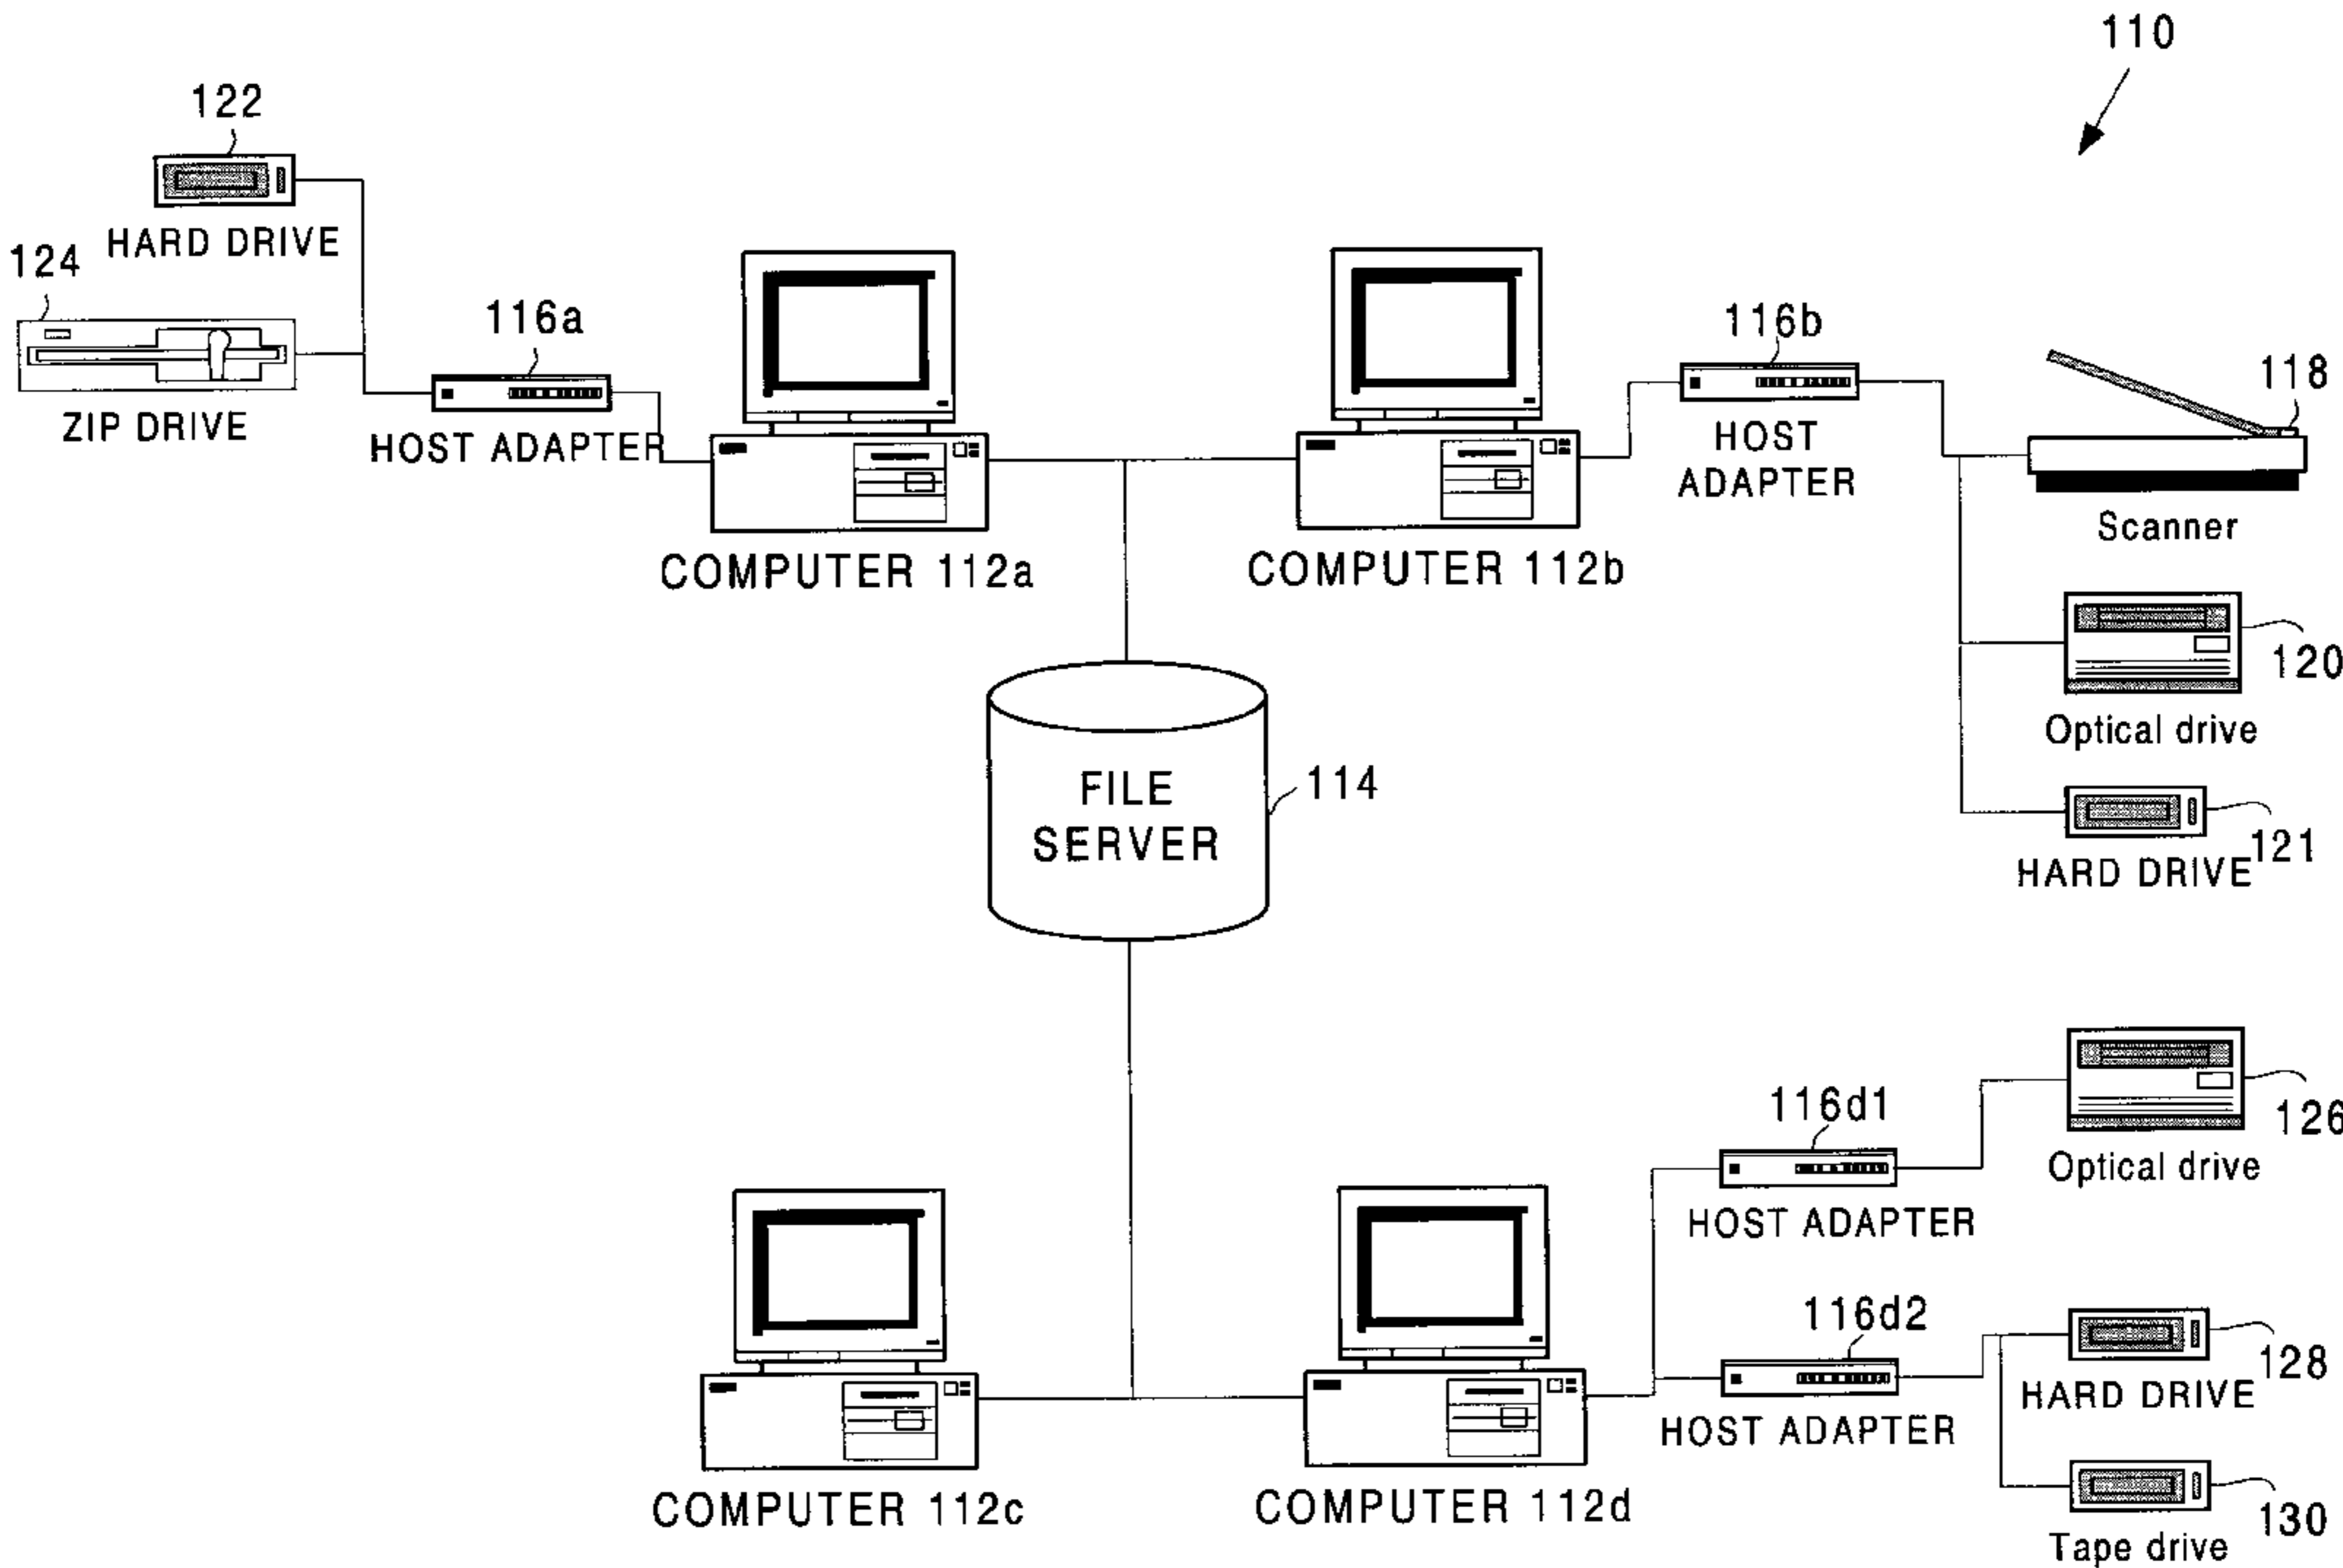 110
122
HARD DRIVE
124
ZIP DRIVE
116a
HOST ADAPTER
COMPUTER 112a
COMPUTER 112b
116b
HOST
ADAPTER
118
Scanner
120
Optical drive
121
HARD DRIVE
FILE
SERVER
114
126
Optical drive
116d1
HOST ADAPTER
116d2
HOST ADAPTER
128
HARD DRIVE
130
Tape drive
COMPUTER 112c
COMPUTER 112d